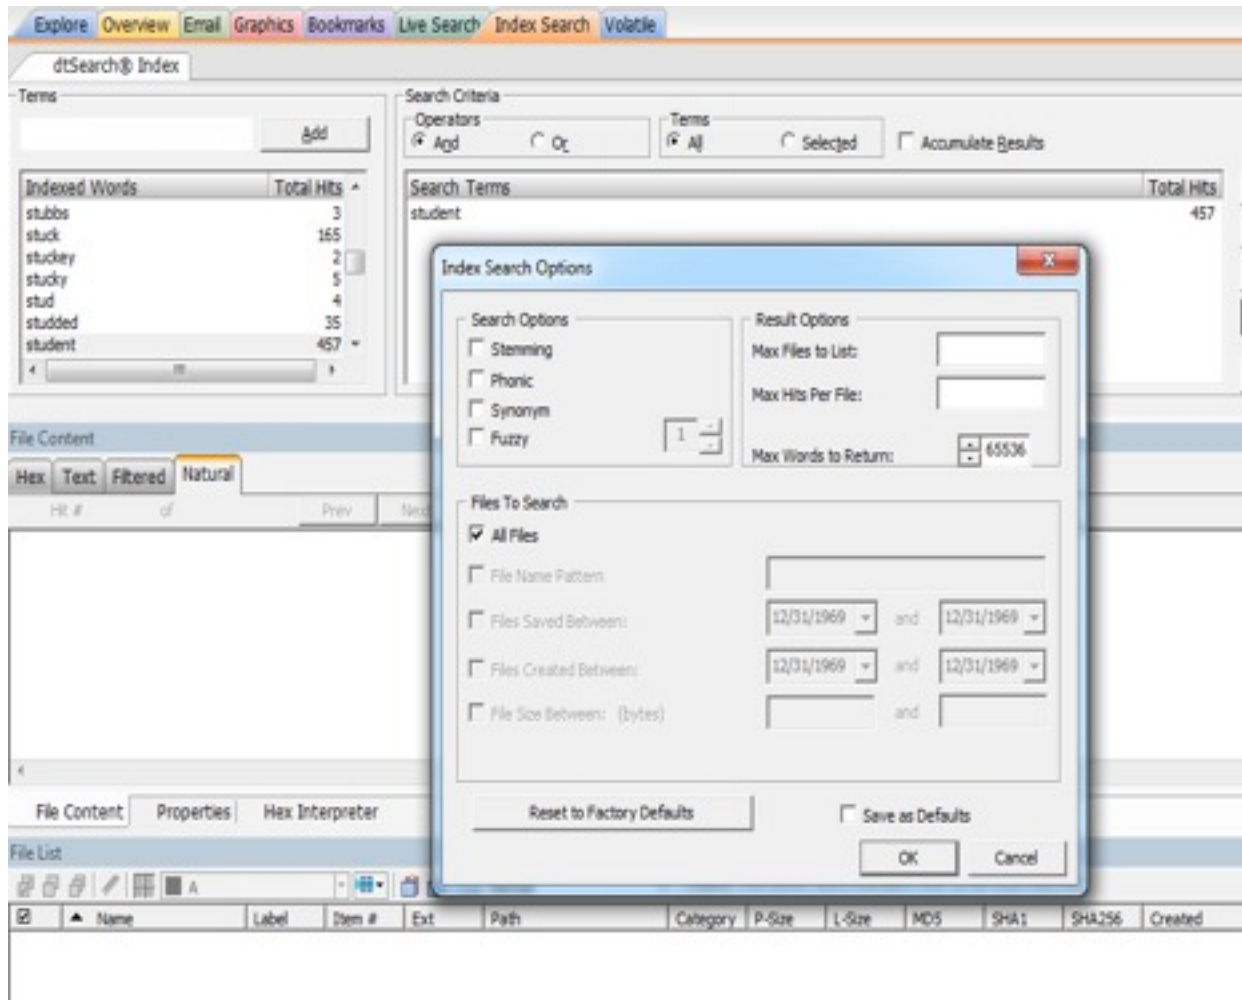 Explore Overview Email Graphics Bookmarks Live Search Index Search Volatile
dtSearch® Index
Terms
Add
Indexed Words Total Hits
stubbs 3
stuck 165
stuckey 2
stucky 5
stud 4
studded 35
student 457
Search Criteria
Operators
And Or
Terms
All Selected
Accumulate Results
Search Terms Total Hits
student 457
Index Search Options
x
Search Options
Stemming
Phonic
Synonym
Fuzzy 1
Result Options
Max Files to List:
Max Hits Per File:
Max Words to Return: 65536
Files To Search
All Files
File Name Pattern
Files Saved Between: 12/31/1969 and 12/31/1969
Files Created Between: 12/31/1969 and 12/31/1969
File Size Between: (bytes) and
Reset to Factory Defaults
Save as Defaults
OK Cancel
File Content
Hex Text Filtered Natural
Hit # of Prev Nex
File Content Properties Hex Interpreter
File List
A
Name Label Item # Ext Path Category P-Size L-Size MD5 SHA1 SHA256 Created